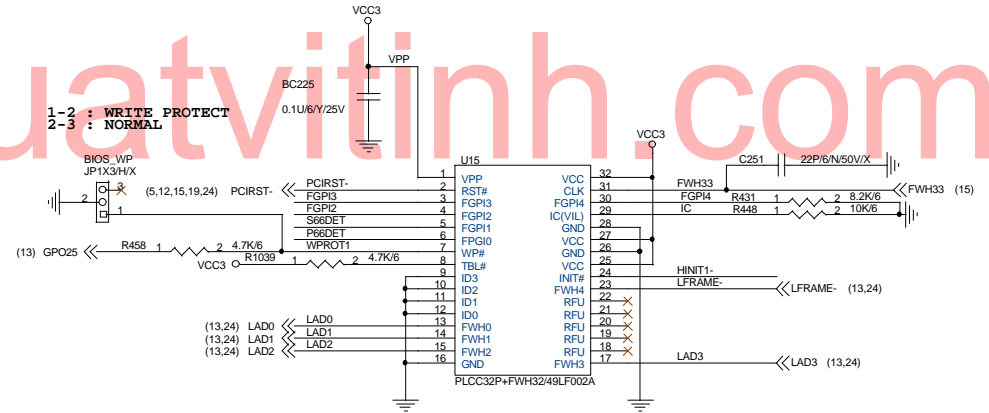 VCC3
VPP
BC225
0.1U/6/Y/25V
uatvitinh.com
1-2 : WRITE PROTECT
2-3 : NORMAL
BIOS_WP
JP1X3/H/X
3
2
1
(5,12,15,19,24) PCIRST-
(13) GPO25
R458 1 2 4.7K/6
VCC3 R1039 1 2 4.7K/6
(13,24) LAD0
(13,24) LAD1
(13,24) LAD2
PCIRST-
FGPI3
FGPI2
S66DET
P66DET
WPROT1
LAD0
LAD1
LAD2
U15
1 VPP
2 RST#
3 FGPI3
4 FGPI2
5 FGPI1
6 FPGI0
7 WP#
8 TBL#
9 ID3
10 ID2
11 ID1
12 ID0
13 FWH0
14 FWH1
15 FWH2
16 GND
VCC 32
CLK 31
FGPI4 30
IC(VIL) 29
GND 28
VCC 27
GND 26
VCC 25
INIT# 24
FWH4 23
RFU 22
RFU 21
RFU 20
RFU 19
RFU 18
FWH3 17
PLCC32P+FWH32/49LF002A
VCC3
C251 22P/6/N/50V/X
FWH33
FWH33 (15)
FGPI4 R431 1 2 8.2K/6
IC R448 1 2 10K/6
HINIT1-
LFRAME-
LFRAME- (13,24)
LAD3
LAD3 (13,24)